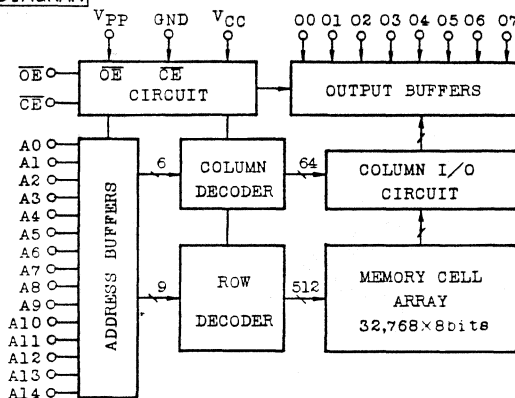 DIAGRAM
VPP GND VCC O0 O1 O2 O3 O4 O5 O6 O7
OE OE CE
CIRCUIT OUTPUT BUFFERS
CE
A0
A1 6 COLUMN 64 COLUMN I/O
A2 DECODER CIRCUIT
A3
A4
A5
A6
A7 ROW MEMORY CELL
A8 9 512
A9 ARRAY
A10 DECODER 32,768×8bits
A11
A12
A13
A14
ADDRESS BUFFERS